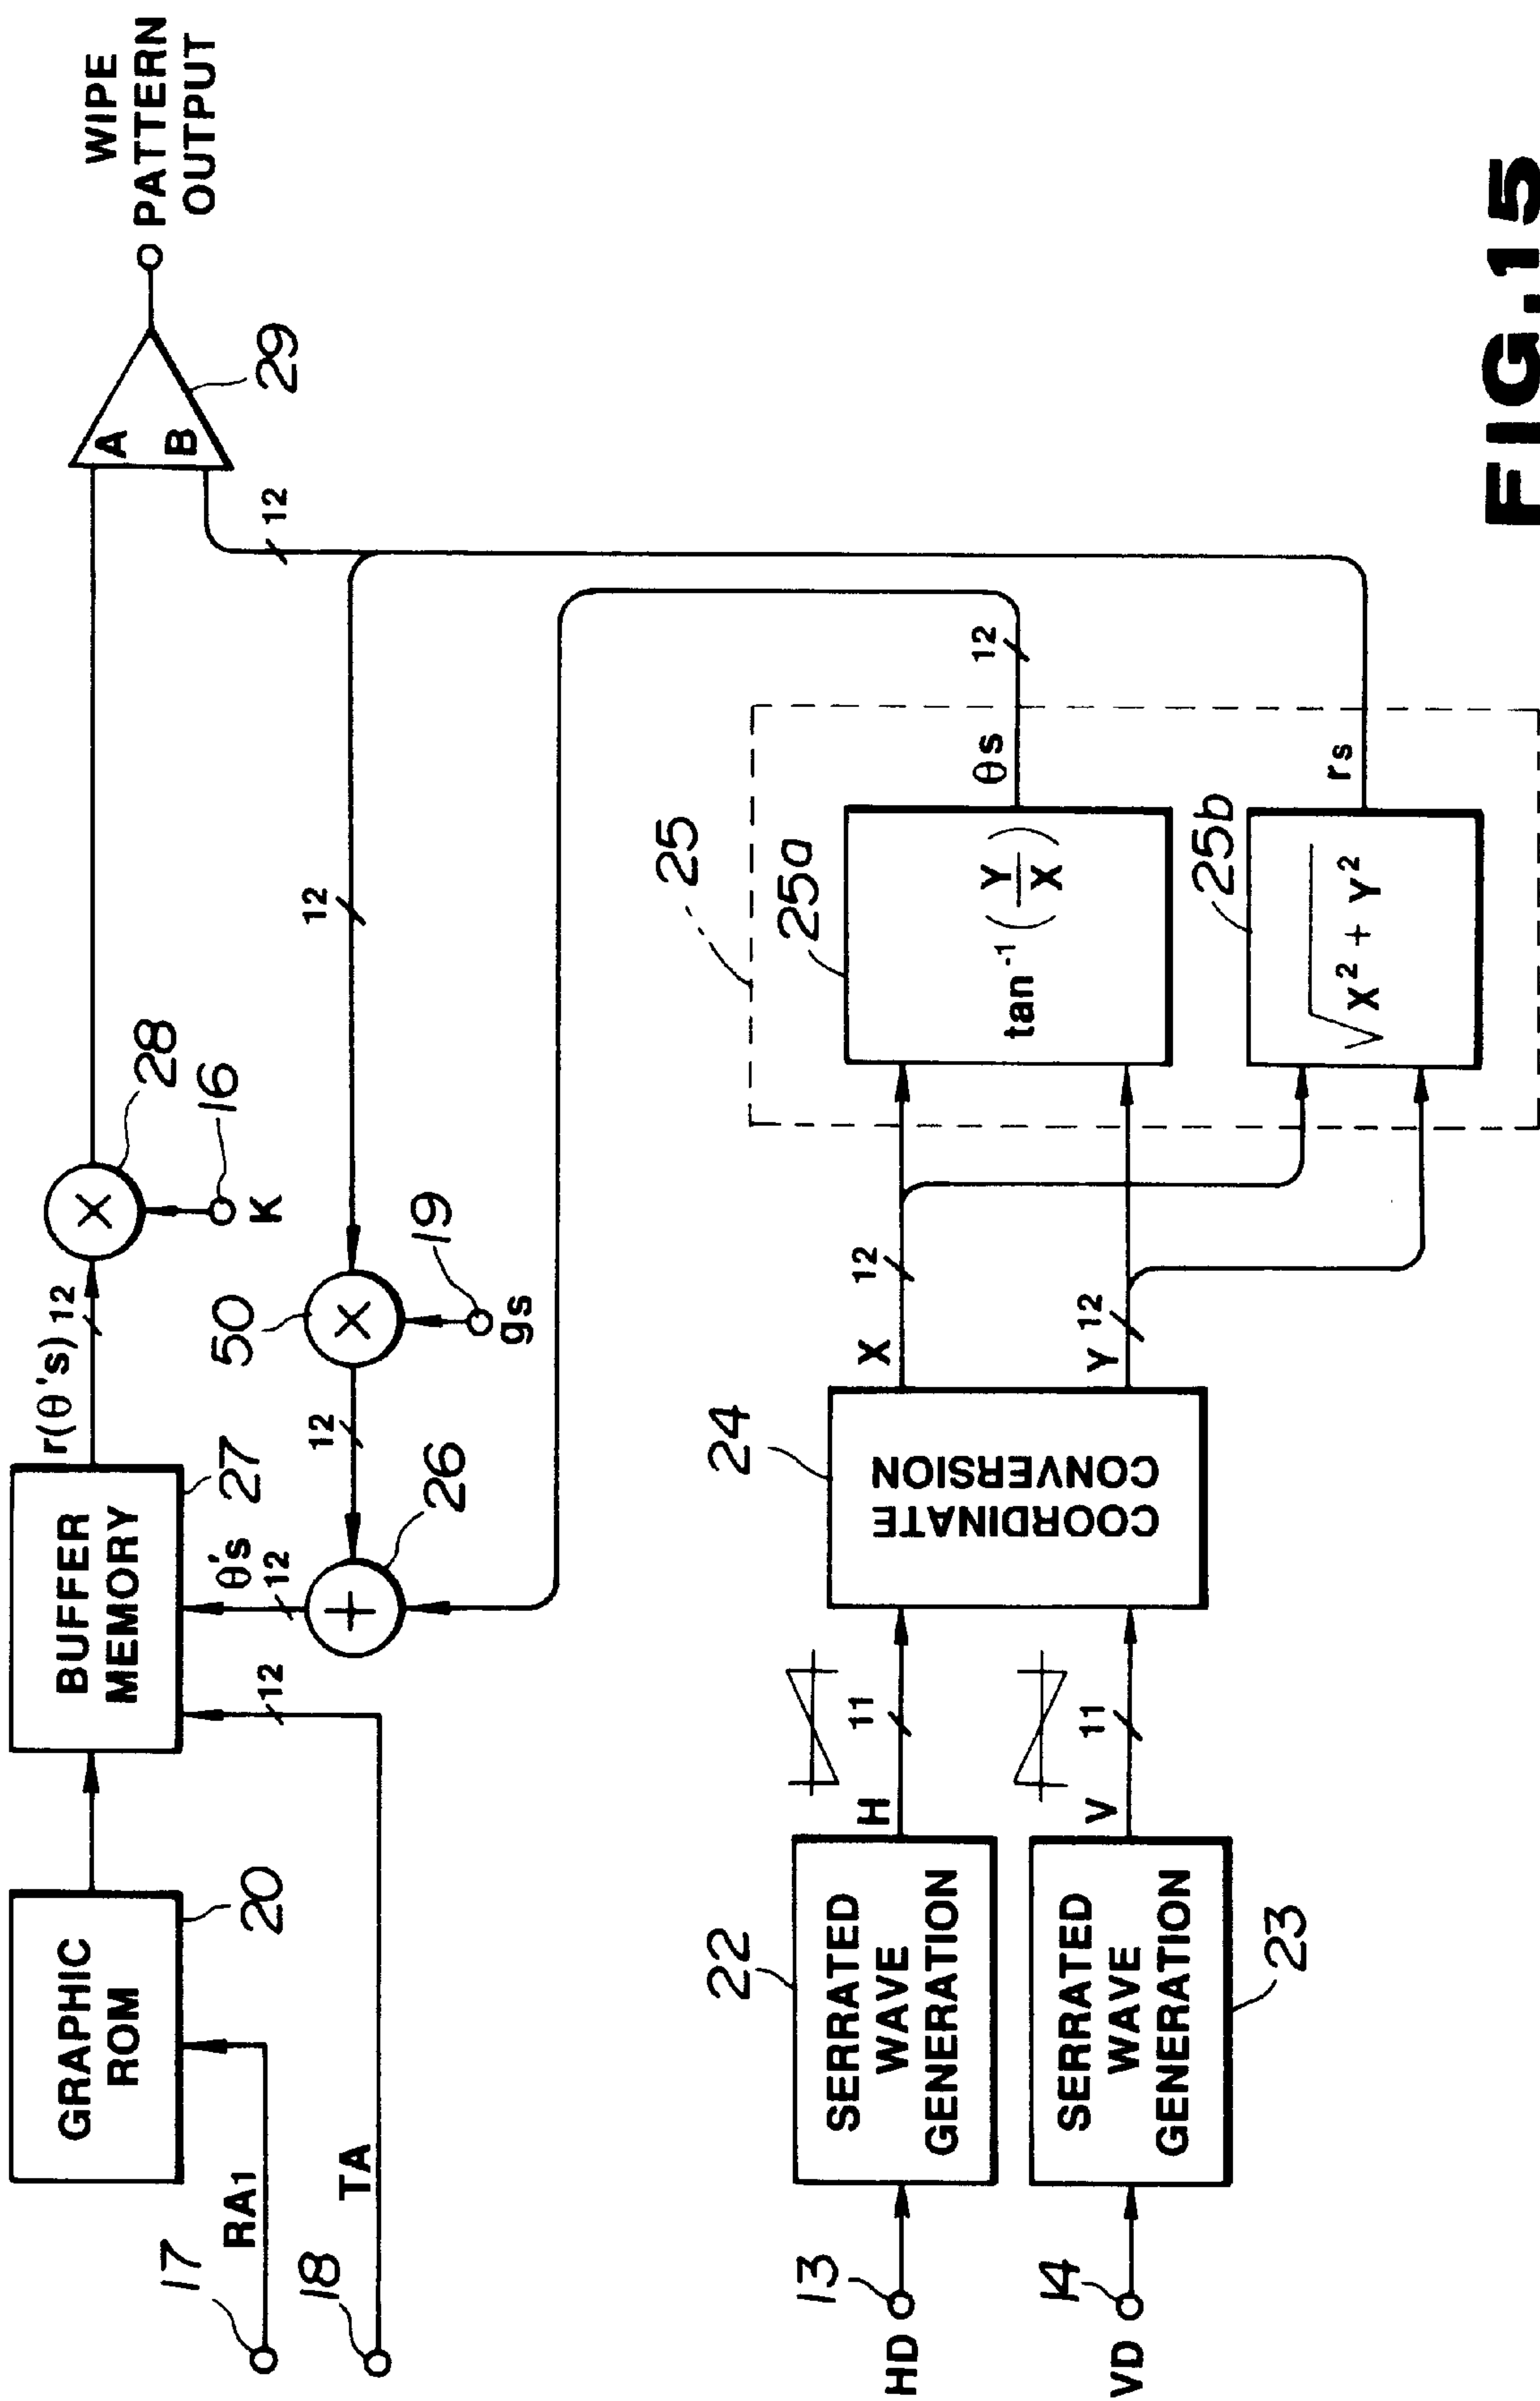 WIPE
PATTERN
OUTPUT
A
B
29
12
28
16
K
r(θ's) 12
BUFFER
MEMORY
27
GRAPHIC
ROM
20
17
RA1
18
TA
12
θ's
12
26
+
12
50
×
19
gs
12
×
25
25a
tan⁻¹ (Y/X)
θs
12
25b
√X² + Y²
rs
24
COORDINATE
CONVERSION
X
12
Y
12
22
SERRATED
WAVE
GENERATION
H
11
23
SERRATED
WAVE
GENERATION
V
11
13
HD
14
VD
FIG.15